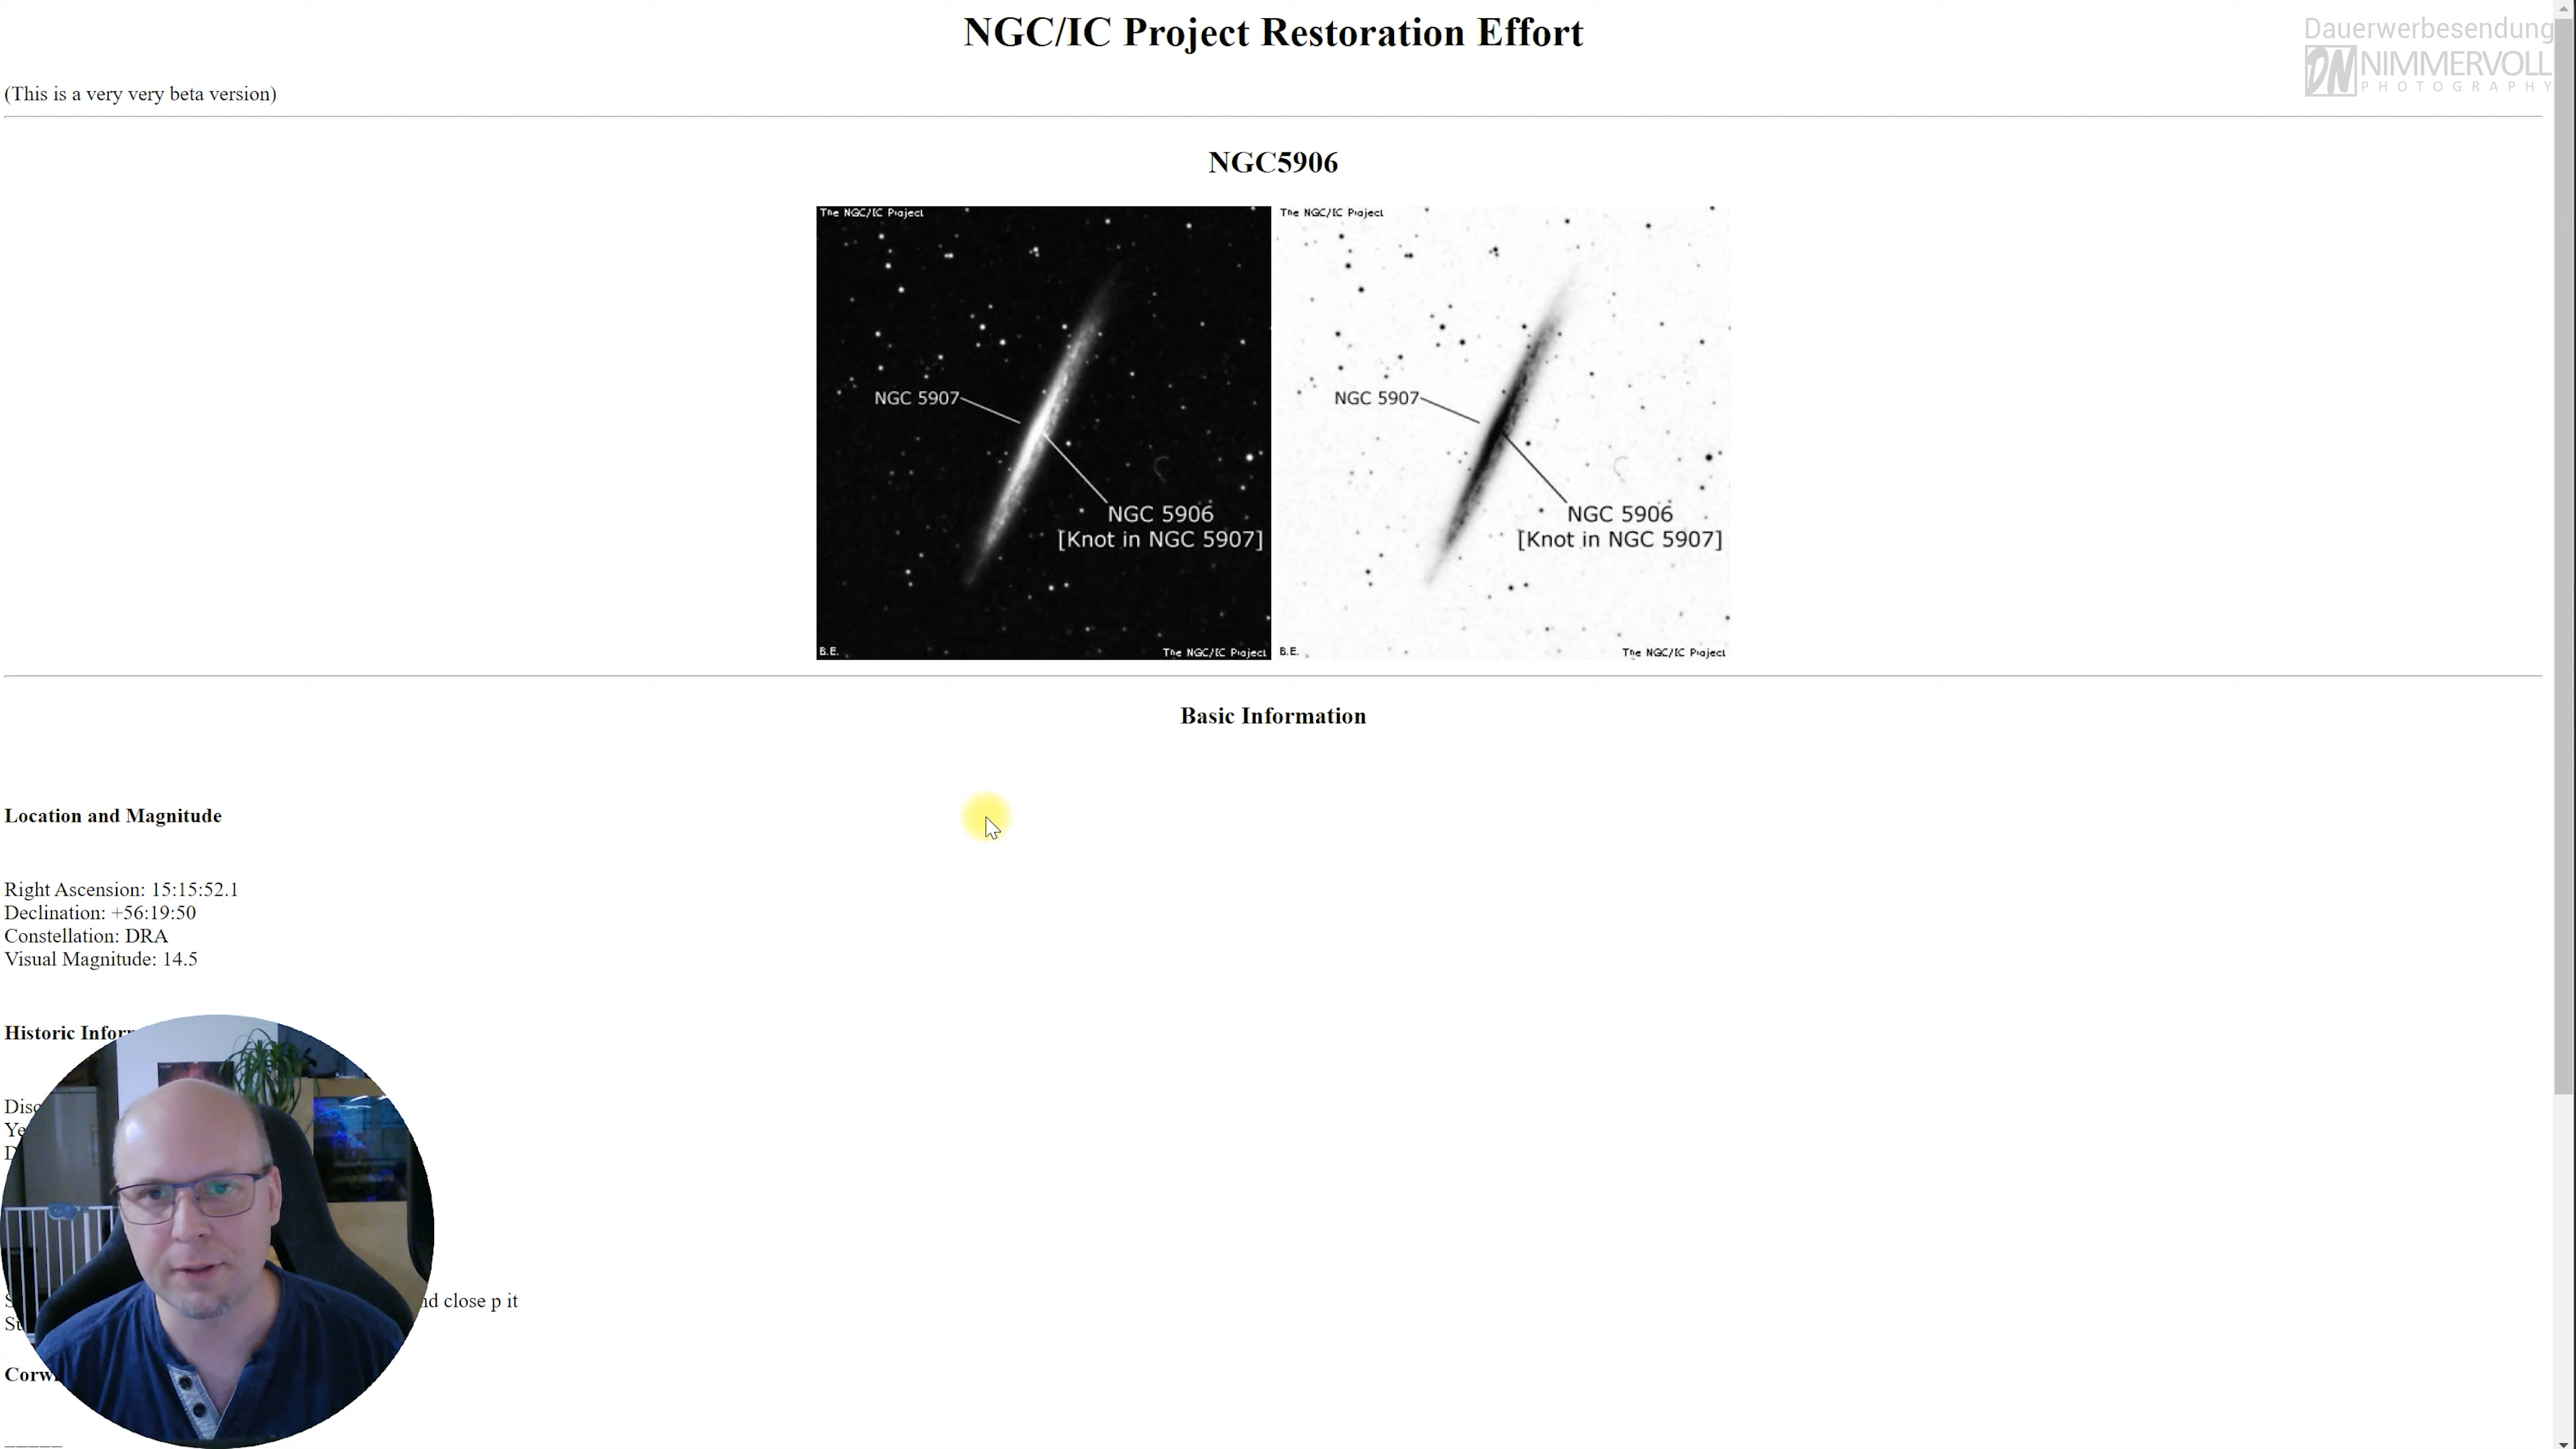 NGC/IC Project Restoration Effort
Dauerwerbesendung
DN NIMMERVOLL
PHOTOGRAPHY
(This is a very very beta version)
NGC5906
The NGC/IC Project
NGC 5907
NGC 5906
[Knot in NGC 5907]
B.E.
The NGC/IC Project
The NGC/IC Project
NGC 5907
NGC 5906
[Knot in NGC 5907]
B.E.
The NGC/IC Project
Basic Information
Location and Magnitude
Right Ascension: 15:15:52.1
Declination: +56:19:50
Constellation: DRA
Visual Magnitude: 14.5
Historic
close p it